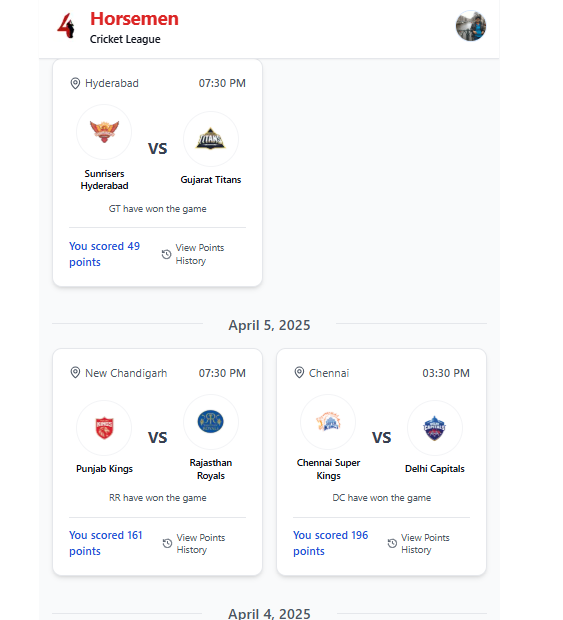 4 Horsemen
Cricket League
Hyderabad 07:30 PM
VS
TITANS
Sunrisers
Hyderabad
Gujarat Titans
GT have won the game
You scored 49
points
View Points
History
April 5, 2025
New Chandigarh 07:30 PM
VS
Punjab Kings
Rajasthan
Royals
RR have won the game
You scored 161
points
View Points
History
Chennai 03:30 PM
VS
CAPITALS
Chennai Super
Kings
Delhi Capitals
DC have won the game
You scored 196
points
View Points
History
April 4, 2025